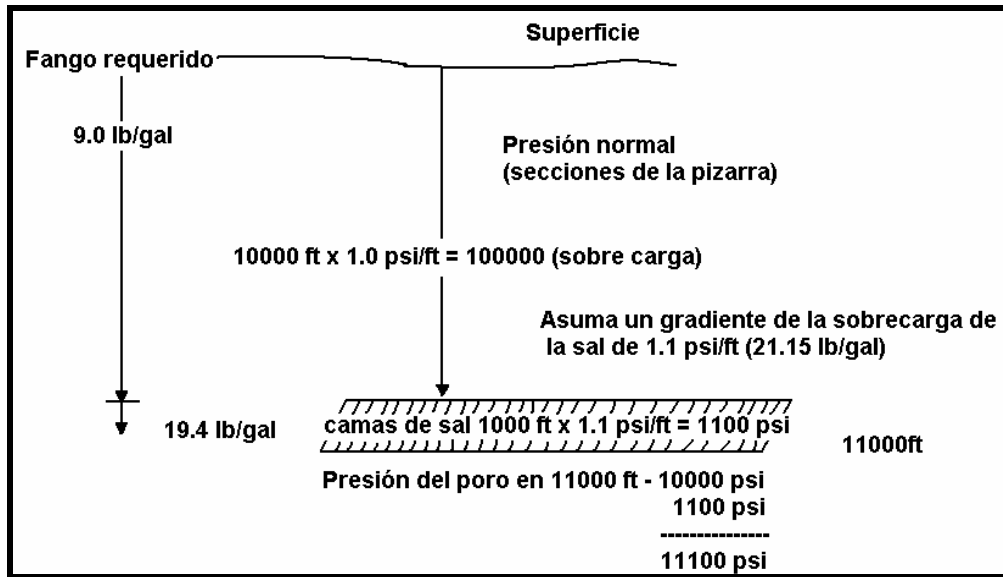 Superficie
Fango requerido
9.0 lb/gal
Presión normal
(secciones de la pizarra)
10000 ft x 1.0 psi/ft = 100000 (sobre carga)
Asuma un gradiente de la sobrecarga de
la sal de 1.1 psi/ft (21.15 lb/gal)
camas de sal 1000 ft x 1.1 psi/ft = 1100 psi
19.4 lb/gal
11000ft
Presión del poro en 11000 ft - 10000 psi
1100 psi
---------------
11100 psi